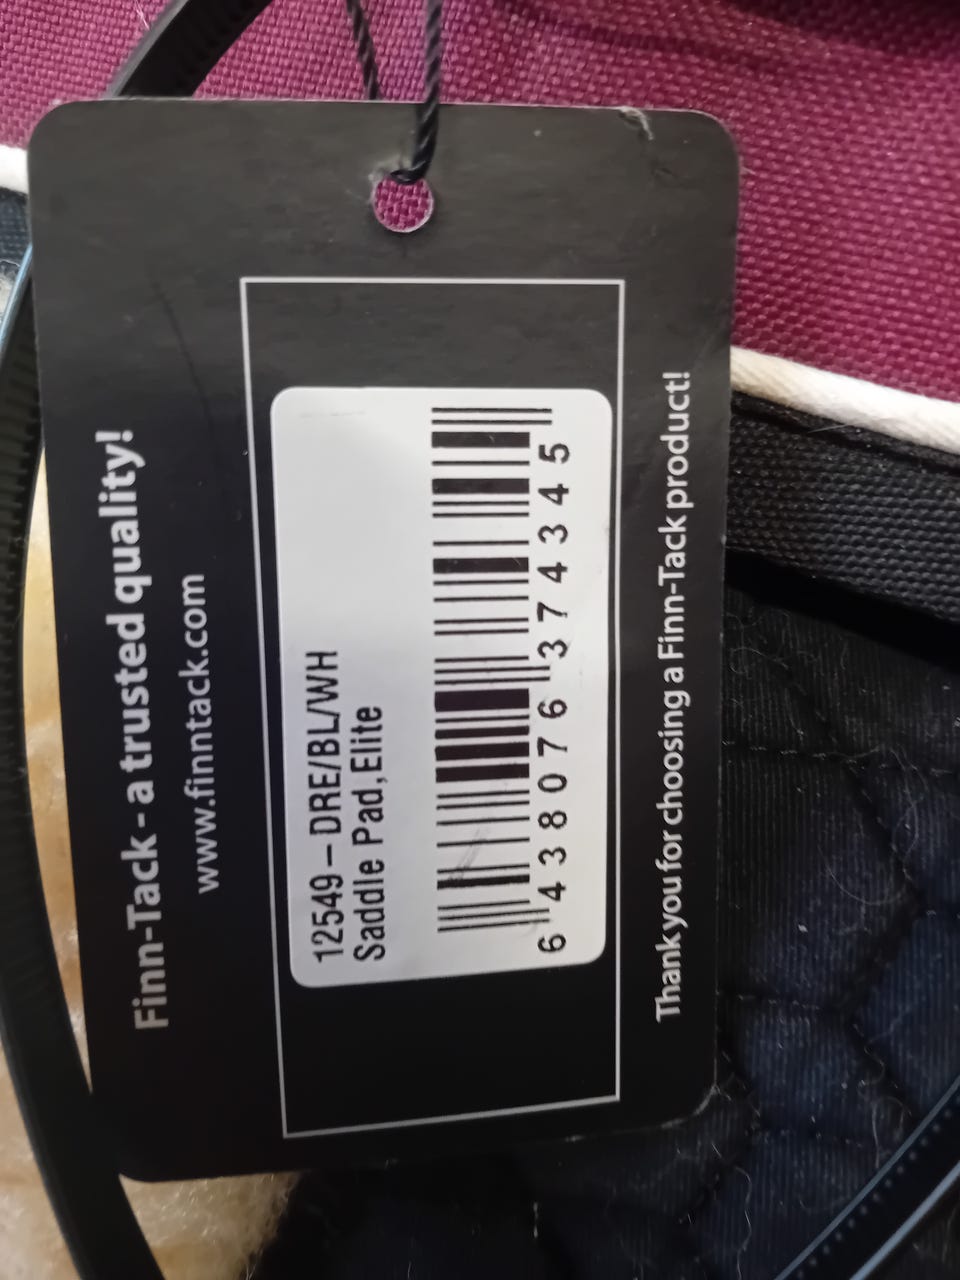 Finn-Tack - a trusted quality!
www.finntack.com
12549 – DRE/BL/WH
Saddle Pad,Elite
6 438076 374345
Thank you for choosing a Finn-Tack product!